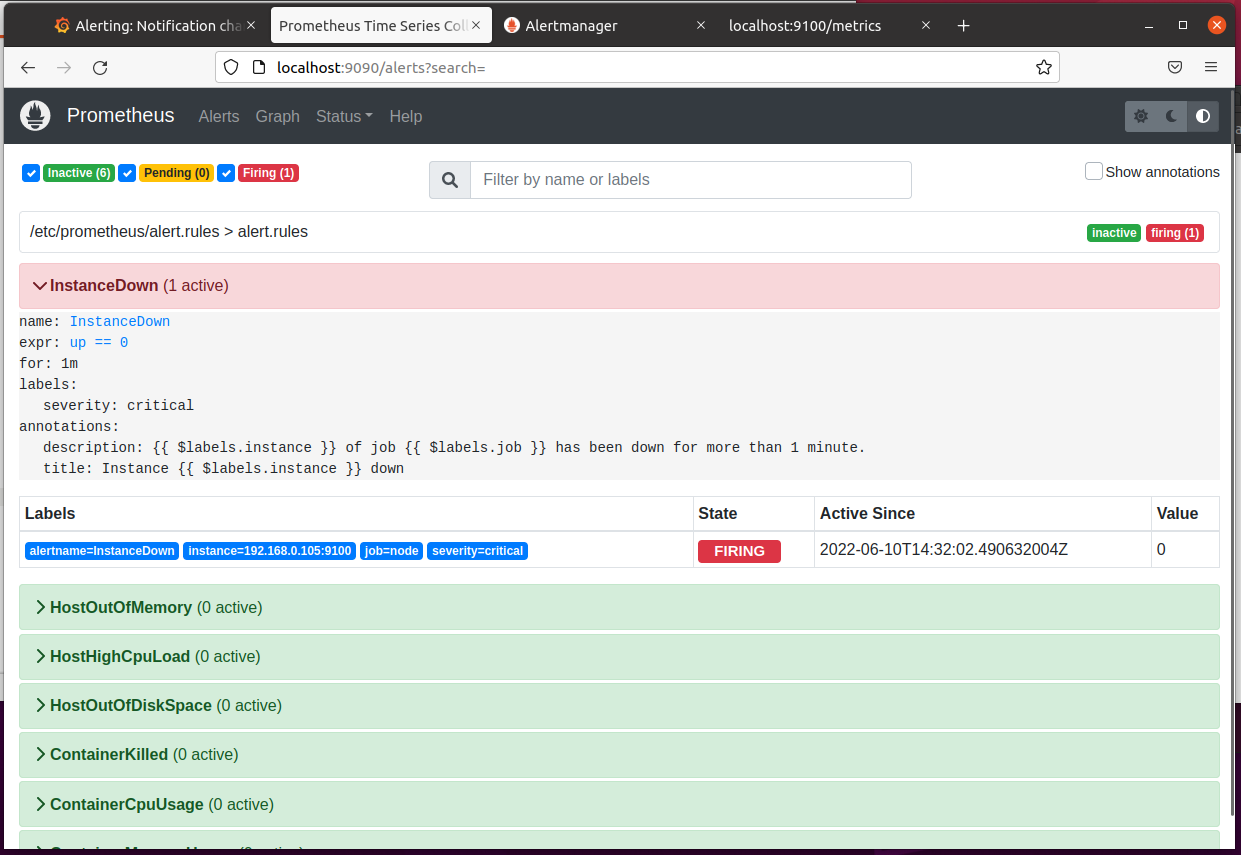 Alerting: Notification cha
Prometheus Time Series Coll
Alertmanager
localhost:9100/metrics
localhost:9090/alerts?search=
Prometheus Alerts Graph Status Help
Inactive (6) Pending (0) Firing (1)
Filter by name or labels
Show annotations
/etc/prometheus/alert.rules > alert.rules
inactive firing (1)
InstanceDown (1 active)
name: InstanceDown
expr: up == 0
for: 1m
labels:
severity: critical
annotations:
description: {{ $labels.instance }} of job {{ $labels.job }} has been down for more than 1 minute.
title: Instance {{ $labels.instance }} down
Labels State Active Since Value
alertname=InstanceDown instance=192.168.0.105:9100 job=node severity=critical FIRING 2022-06-10T14:32:02.490632004Z 0
HostOutOfMemory (0 active)
HostHighCpuLoad (0 active)
HostOutOfDiskSpace (0 active)
ContainerKilled (0 active)
ContainerCpuUsage (0 active)